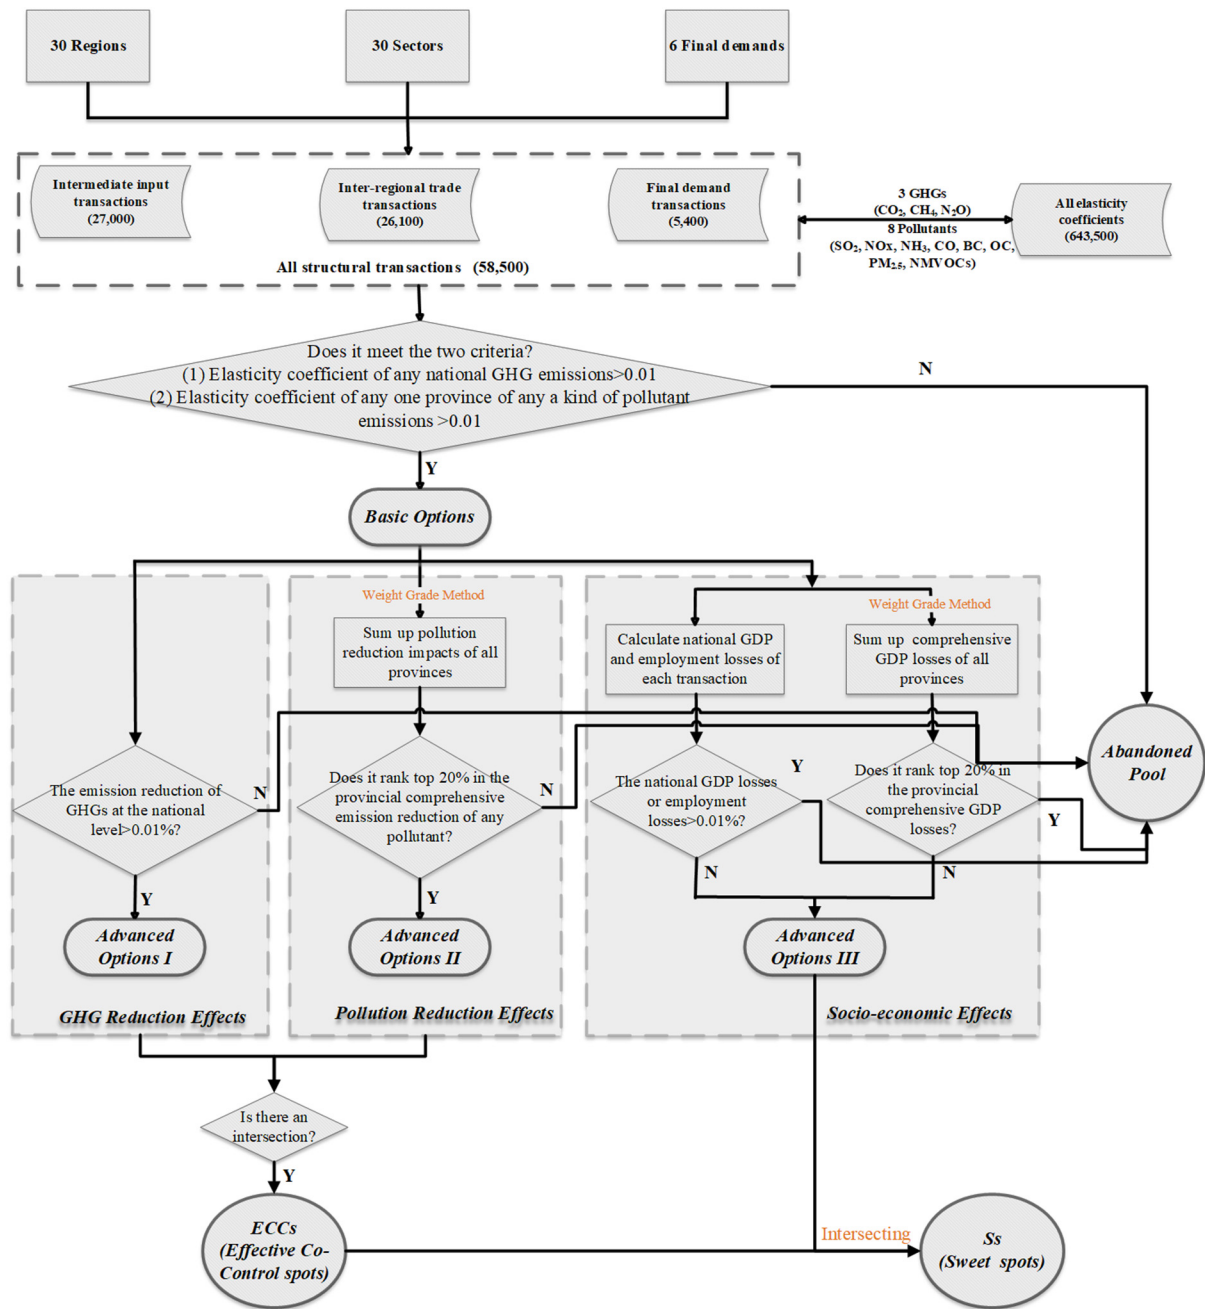 30 Regions
30 Sectors
6 Final demands
Intermediate input
transactions
(27,000)
Inter-regional trade
transactions
(26,100)
Final demand
transactions
(5,400)
All structural transactions (58,500)
3 GHGs
(CO₂, CH₄, N₂O)
8 Pollutants
(SO₂, NOx, NH₃, CO, BC, OC,
PM₂.₅, NMVOCs)
All elasticity
coefficients
(643,500)
Does it meet the two criteria?
(1) Elasticity coefficient of any national GHG emissions>0.01
(2) Elasticity coefficient of any one province of any a kind of pollutant
emissions >0.01
N
Y
Basic Options
Weight Grade Method
Sum up pollution
reduction impacts of all
provinces
Calculate national GDP
and employment losses of
each transaction
Weight Grade Method
Sum up comprehensive
GDP losses of all
provinces
The emission reduction of
GHGs at the national
level>0.01%?
N
Y
Does it rank top 20% in the
provincial comprehensive
emission reduction of any
pollutant?
N
Y
The national GDP losses
or employment
losses>0.01%?
Y
N
Does it rank top 20% in
the provincial
comprehensive GDP
losses?
Y
N
Abandoned
Pool
Advanced
Options I
Advanced
Options II
Advanced
Options III
GHG Reduction Effects
Pollution Reduction Effects
Socio-economic Effects
Is there an
intersection?
Y
ECCs
(Effective Co-
Control spots)
Intersecting
Ss
(Sweet spots)